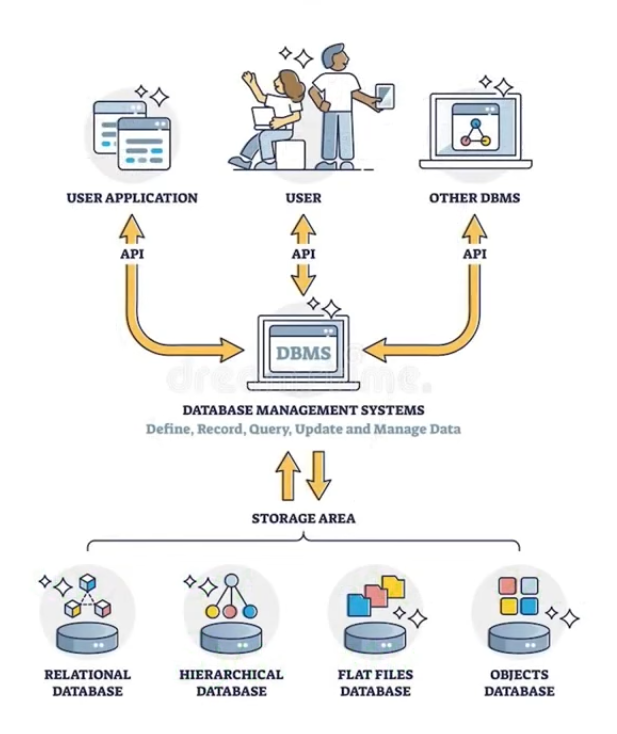 USER APPLICATION
USER
OTHER DBMS
API
API
API
DBMS
dreamstime.
DATABASE MANAGEMENT SYSTEMS
Define, Record, Query, Update and Manage Data
STORAGE AREA
RELATIONAL
DATABASE
HIERARCHICAL
DATABASE
FLAT FILES
DATABASE
OBJECTS
DATABASE